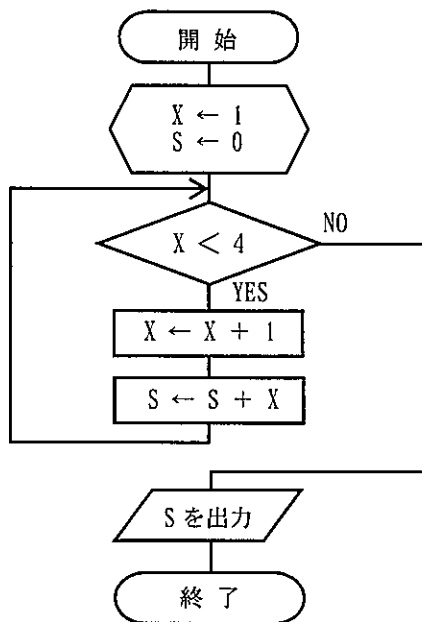 開始
X ← 1
S ← 0
X < 4
NO
YES
X ← X + 1
S ← S + X
Sを出力
終了